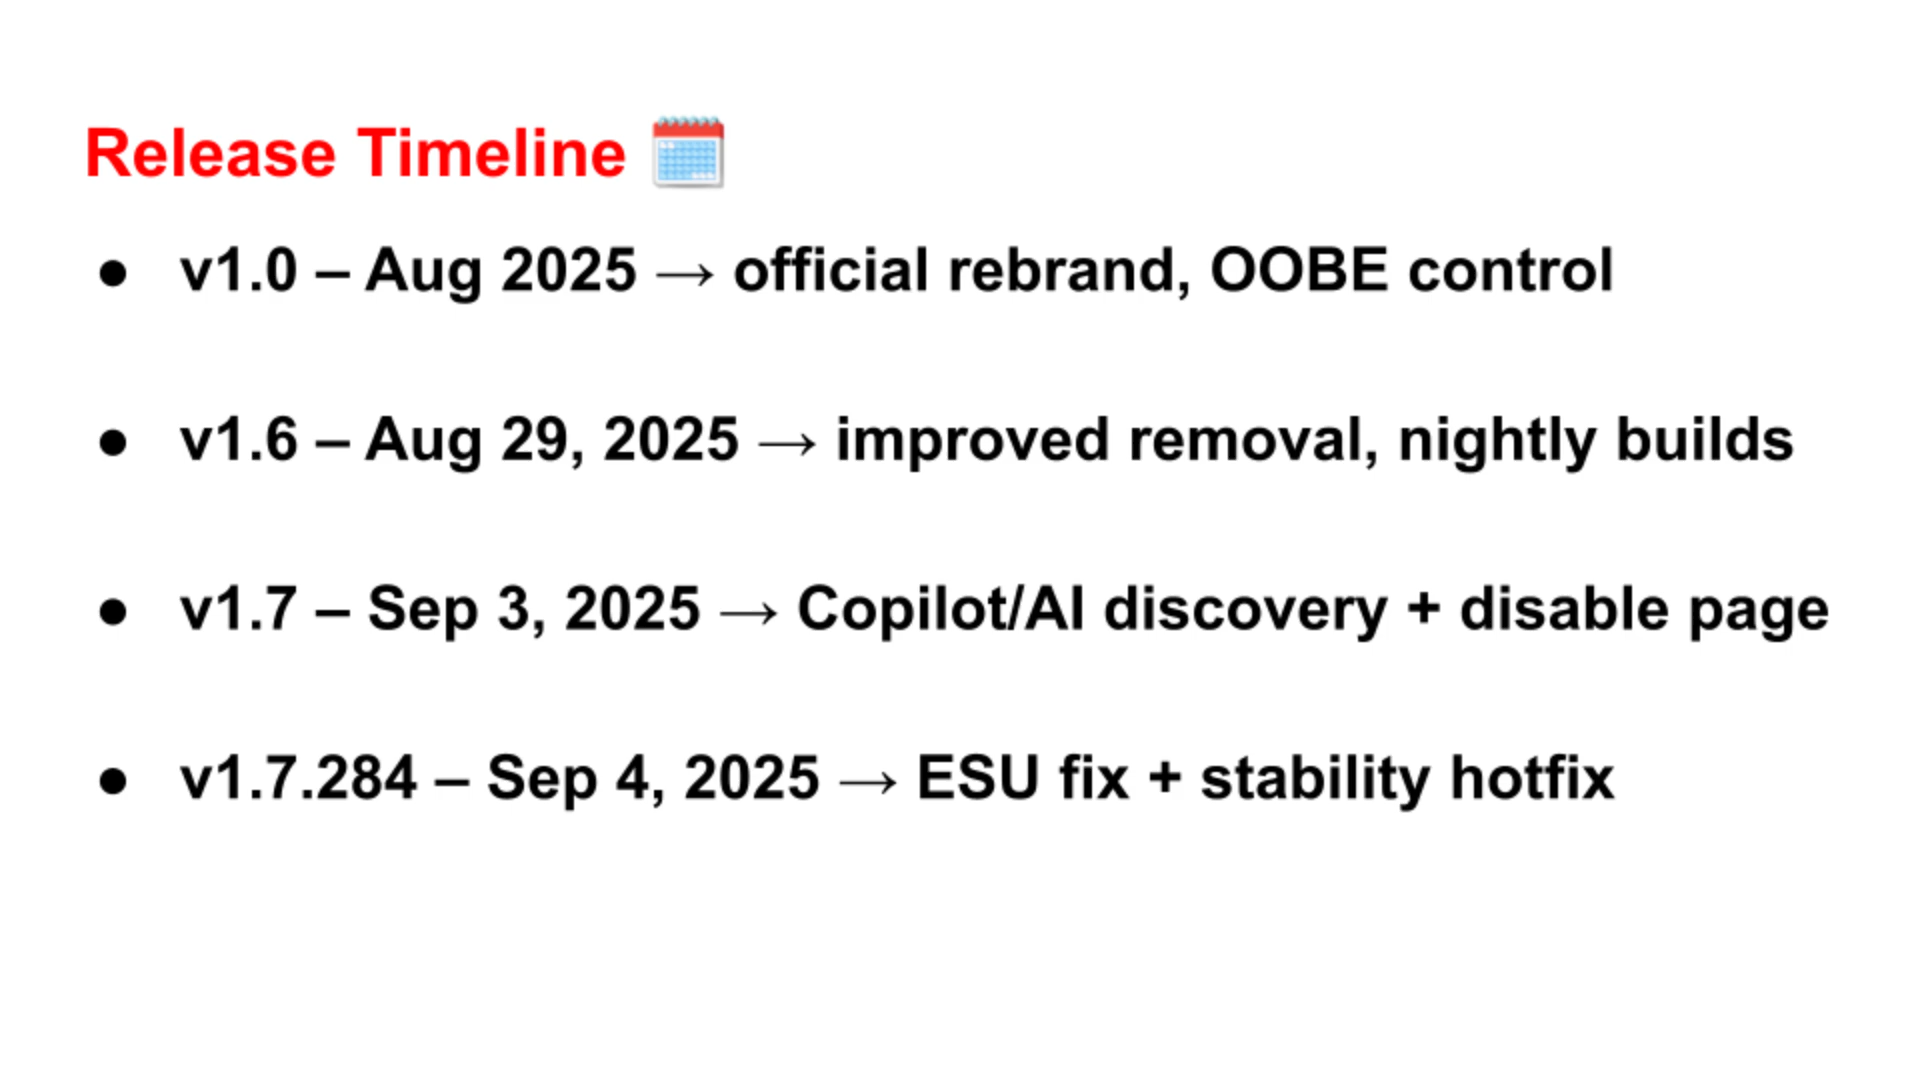 Release Timeline 🗓️
● v1.0 – Aug 2025 → official rebrand, OOBE control
● v1.6 – Aug 29, 2025 → improved removal, nightly builds
● v1.7 – Sep 3, 2025 → Copilot/AI discovery + disable page
● v1.7.284 – Sep 4, 2025 → ESU fix + stability hotfix